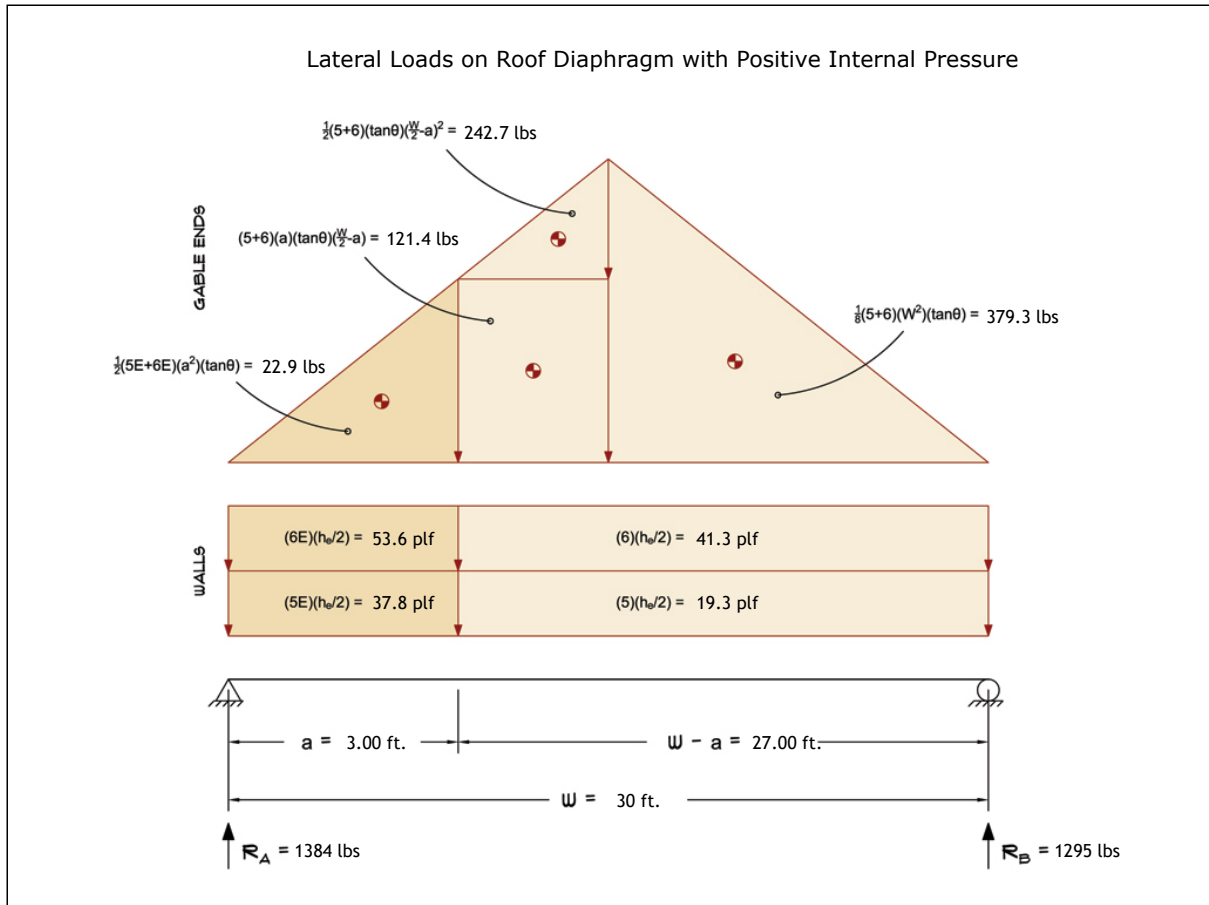 Lateral Loads on Roof Diaphragm with Positive Internal Pressure
½(5+6)(tanθ)(W/2-a)² = 242.7 lbs
GABLE ENDS
(5+6)(a)(tanθ)(W/2-a) = 121.4 lbs
⅛(5+6)(W²)(tanθ) = 379.3 lbs
½(5E+6E)(a²)(tanθ) = 22.9 lbs
WALLS
(6E)(hₑ/2) = 53.6 plf
(6)(hₑ/2) = 41.3 plf
(5E)(hₑ/2) = 37.8 plf
(5)(hₑ/2) = 19.3 plf
a = 3.00 ft.
W - a = 27.00 ft.
W = 30 ft.
R_A = 1384 lbs
R_B = 1295 lbs